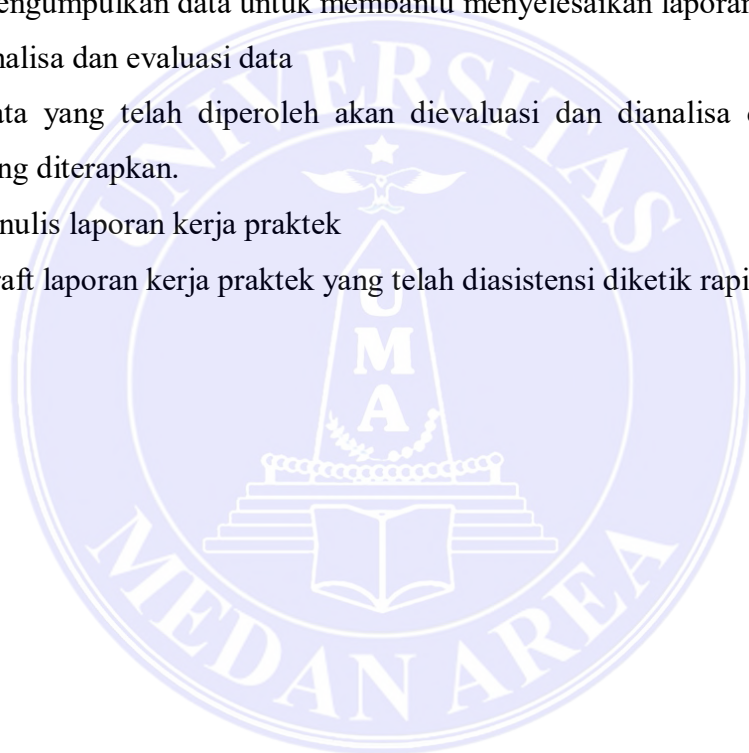 engumpulkan data untuk membantu menyelesaikan laporan
nalisa dan evaluasi data
ata yang telah diperoleh akan dievaluasi dan dianalisa
ng diterapkan.
nulis laporan kerja praktek
raft laporan kerja praktek yang telah diasistensi diketik rapi
UNIVERSITAS
UMA
MEDAN AREA